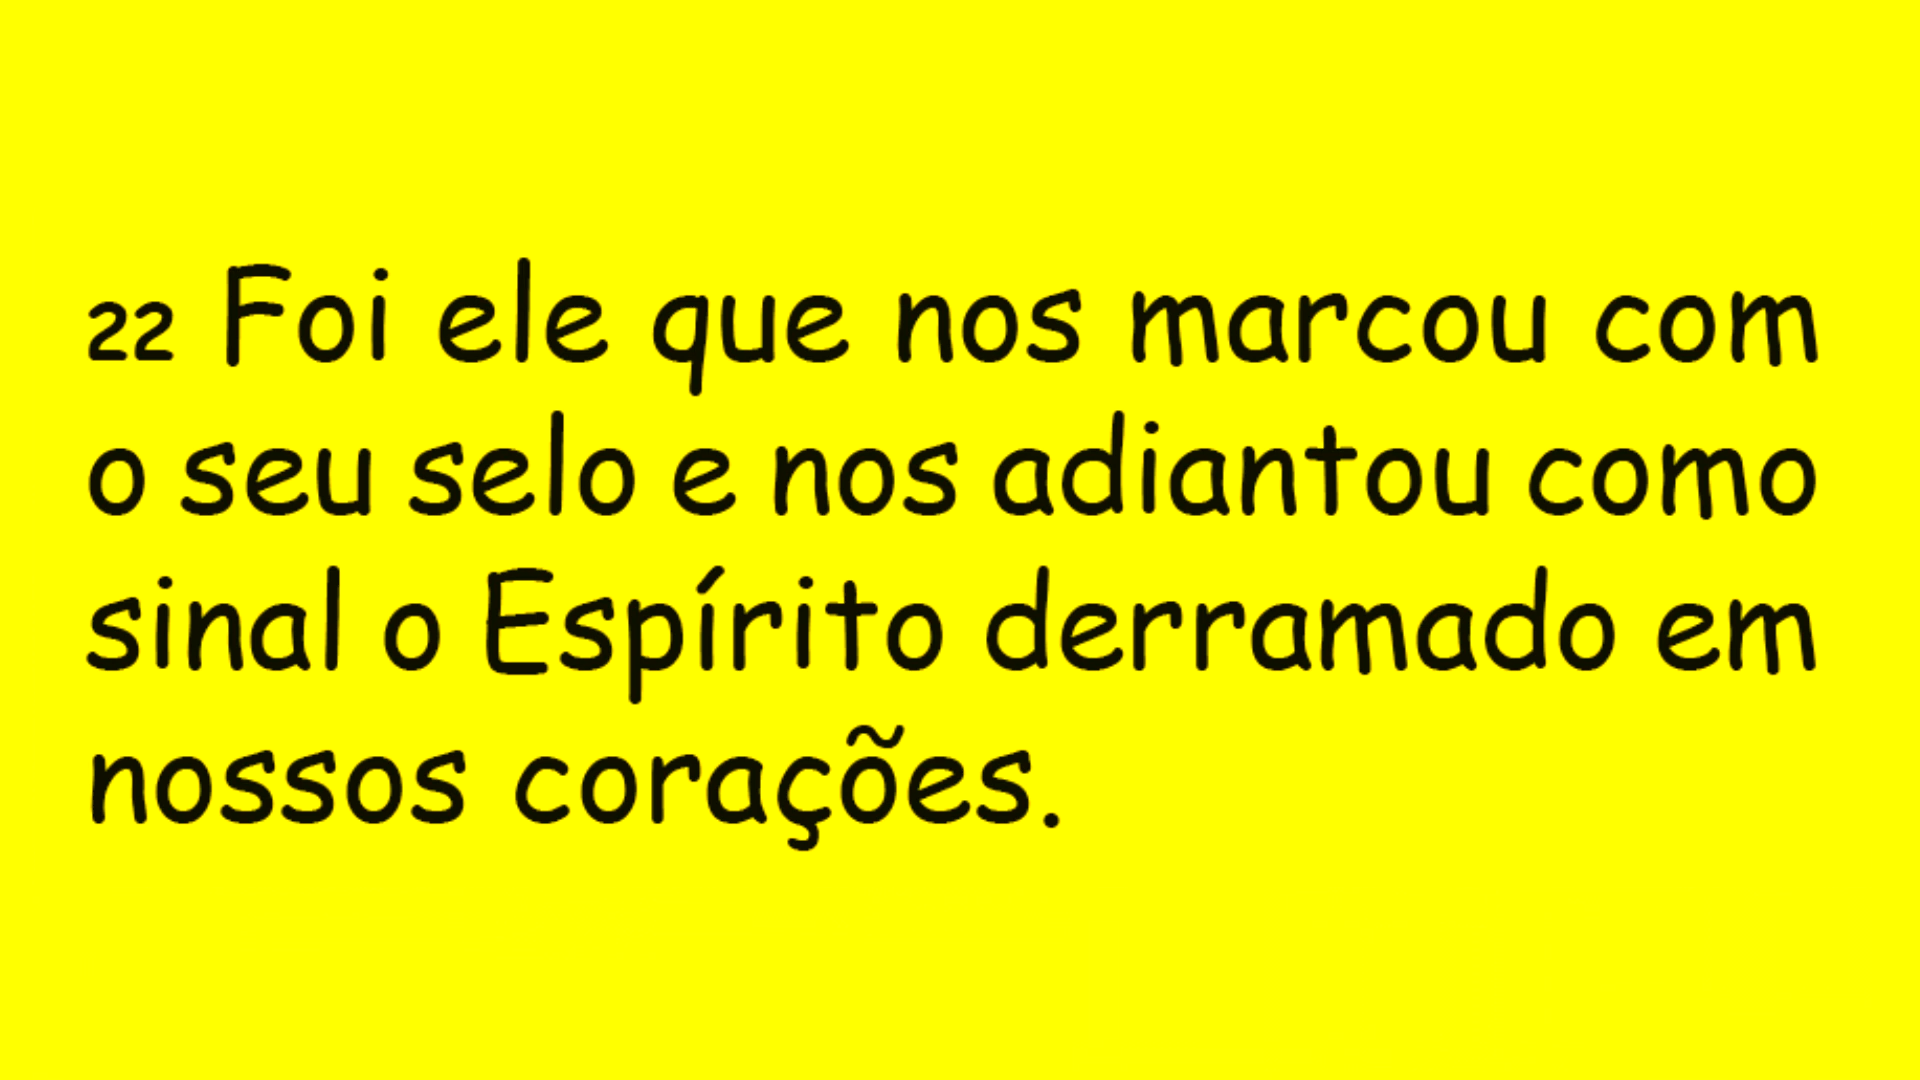 22 Foi ele que nos marcou com
o seu selo e nos adiantou como
sinal o Espírito derramado em
nossos corações.